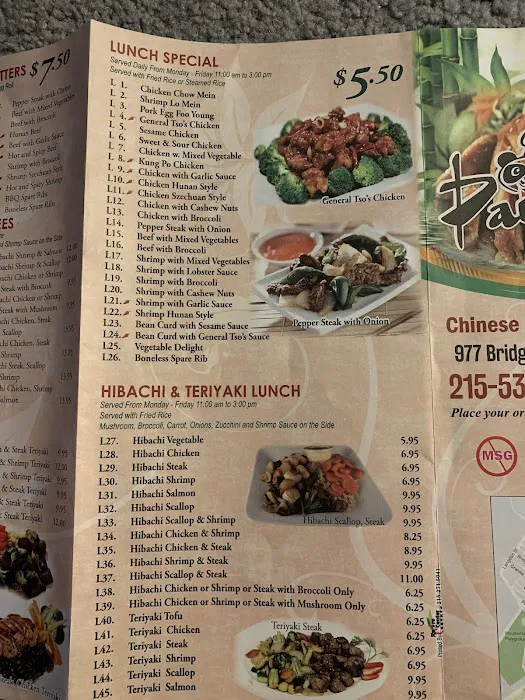 TTERS $7.50
Pepper Steak with Onion
Beef with Mixed Vegetables
Beef with Broccoli
Hunan Beef
Beef with Garlic Sauce
Hot and Spicy Beef
Shrimp with Broccoli
Shrimp Szechuan Style
Hot and Spicy Shrimp
BBQ Spare Ribs
Boneless Spare Ribs
LUNCH SPECIAL
Served Daily From Monday - Friday 11:00 am to 3:00 pm
Served with Fried Rice or Steamed Rice
$5.50
L 1. Chicken Chow Mein
L 2. Shrimp Lo Mein
L 3. Pork Egg Foo Young
L 4. General Tso's Chicken
L 5. Sesame Chicken
L 6. Sweet & Sour Chicken
L 7. Chicken w. Mixed Vegetable
L 8. Kung Po Chicken
L 9. Chicken with Garlic Sauce
L10. Chicken Hunan Style
L11. Chicken Szechuan Style
L12. Chicken with Cashew Nuts
L13. Chicken with Broccoli
L14. Pepper Steak with Onion
L15. Beef with Mixed Vegetables
L16. Beef with Broccoli
L17. Shrimp with Mixed Vegetables
L18. Shrimp with Lobster Sauce
L19. Shrimp with Broccoli
L20. Shrimp with Cashew Nuts
L21. Shrimp with Garlic Sauce
L22. Shrimp Hunan Style
L23. Bean Curd with Sesame Sauce
L24. Bean Curd with General Tso's Sauce
L25. Vegetable Delight
L26. Boneless Spare Rib
General Tso's Chicken
Pepper Steak with Onion
HIBACHI & TERIYAKI LUNCH
Served From Monday - Friday 11:00 am to 3:00 pm
Served with Fried Rice
Mushroom, Broccoli, Carrot, Onions, Zucchini and Shrimp Sauce on the Side
L27. Hibachi Vegetable 5.95
L28. Hibachi Chicken 6.95
L29. Hibachi Steak 6.95
L30. Hibachi Shrimp 6.95
L31. Hibachi Salmon 9.95
L32. Hibachi Scallop 9.95
L33. Hibachi Scallop & Shrimp 9.95
L34. Hibachi Chicken & Shrimp 8.25
L35. Hibachi Chicken & Steak 8.95
L36. Hibachi Shrimp & Steak 9.95
L37. Hibachi Scallop & Steak 11.00
L38. Hibachi Chicken or Shrimp or Steak with Broccoli Only 6.25
L39. Hibachi Chicken or Shrimp or Steak with Mushroom Only 6.25
L40. Teriyaki Tofu 6.25
L41. Teriyaki Chicken 6.25
L42. Teriyaki Steak 6.95
L43. Teriyaki Shrimp 6.95
L44. Teriyaki Scallop 9.95
L45. Teriyaki Salmon 9.95
Hibachi Scallop, Steak
Teriyaki Steak
Chinese
977 Bridg
215-53
Place your or
MSG